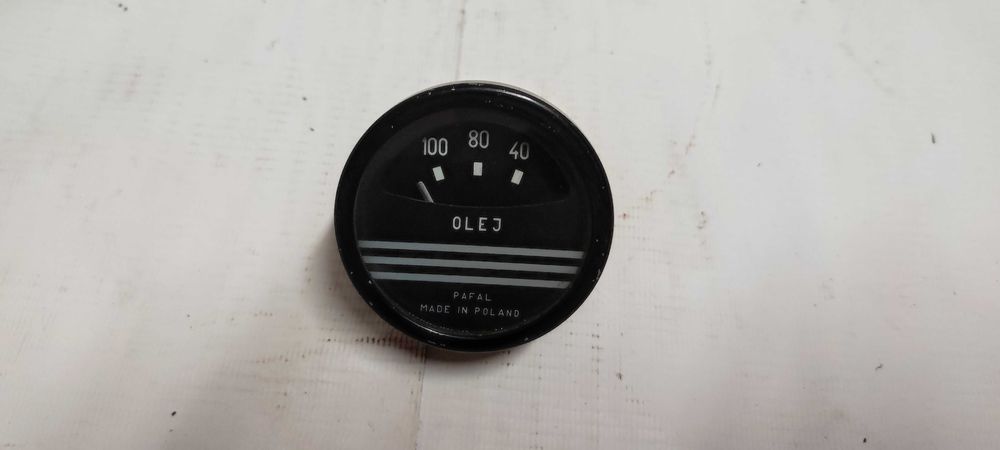 100 80 40
OLEJ
PAFAL
MADE IN POLAND